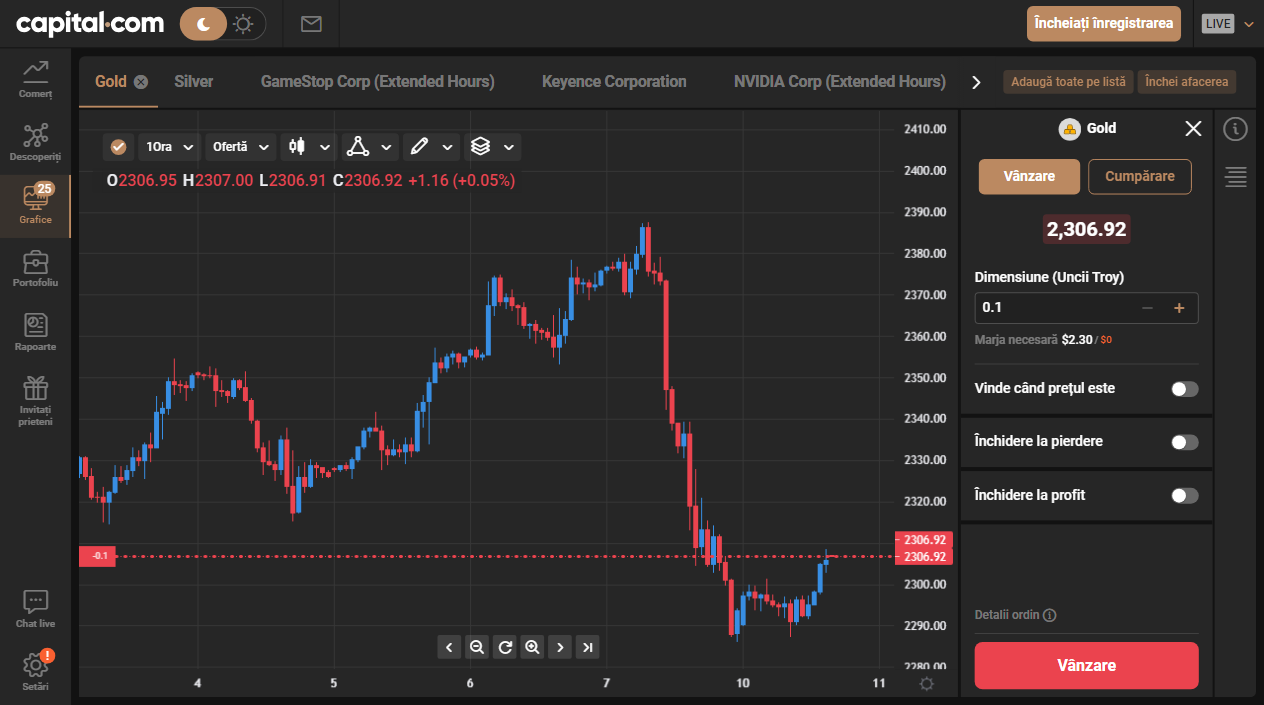 capital.com
Încheiați înregistrarea
LIVE
Comerț
Descoperiți
25
Grafice
Portofoliu
Rapoarte
Invitați
prieteni
Chat live
!
Setări
Gold
Silver
GameStop Corp (Extended Hours)
Keyence Corporation
NVIDIA Corp (Extended Hours)
Adaugă toate pe listă
Închei afacerea
1Ora
Ofertă
O2306.95 H2307.00 L2306.91 C2306.92 +1.16 (+0.05%)
2410.00
2400.00
2390.00
2380.00
2370.00
2360.00
2350.00
2340.00
2330.00
2320.00
2306.92
2306.92
2300.00
2290.00
2280.00
-0.1
4
5
6
7
10
11
Gold
Vânzare
Cumpărare
2,306.92
Dimensiune (Uncii Troy)
0.1
Marja necesară $2.30 / $0
Vinde când prețul este
Închidere la pierdere
Închidere la profit
Detalii ordin
Vânzare